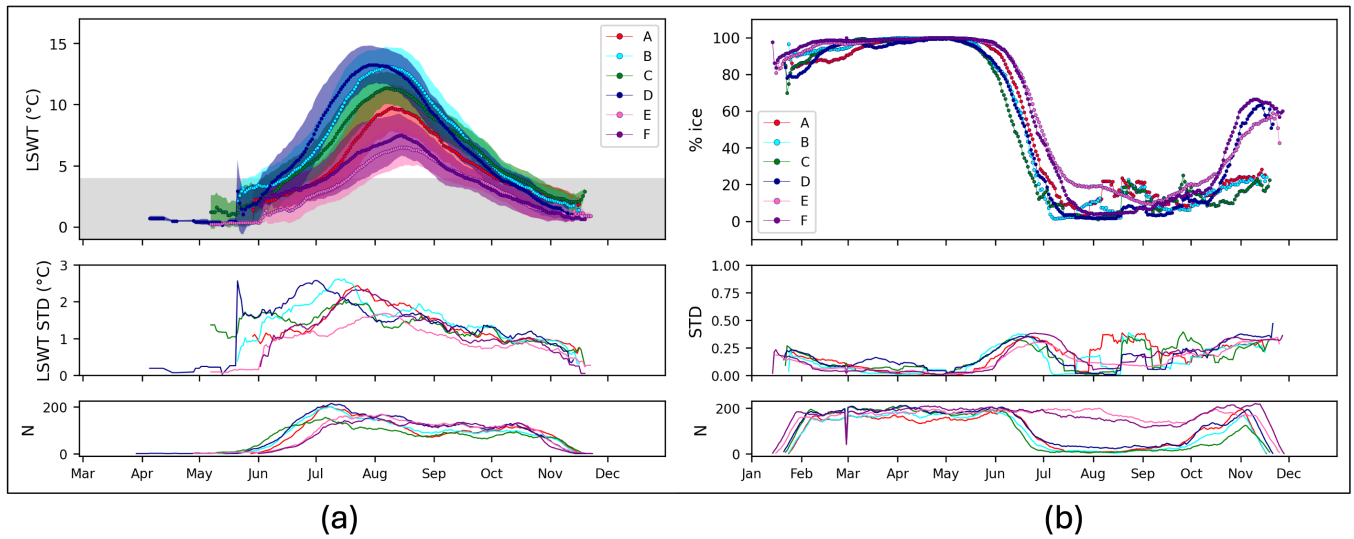 LSWT (°C)
15
10
5
0
A
B
C
D
E
F
LSWT STD (°C)
3
2
1
0
N
200
0
Mar Apr May Jun Jul Aug Sep Oct Nov Dec
(a)
% ice
100
80
60
40
20
0
A
B
C
D
E
F
STD
1.00
0.75
0.50
0.25
0.00
N
200
0
Jan Feb Mar Apr May Jun Jul Aug Sep Oct Nov Dec
(b)